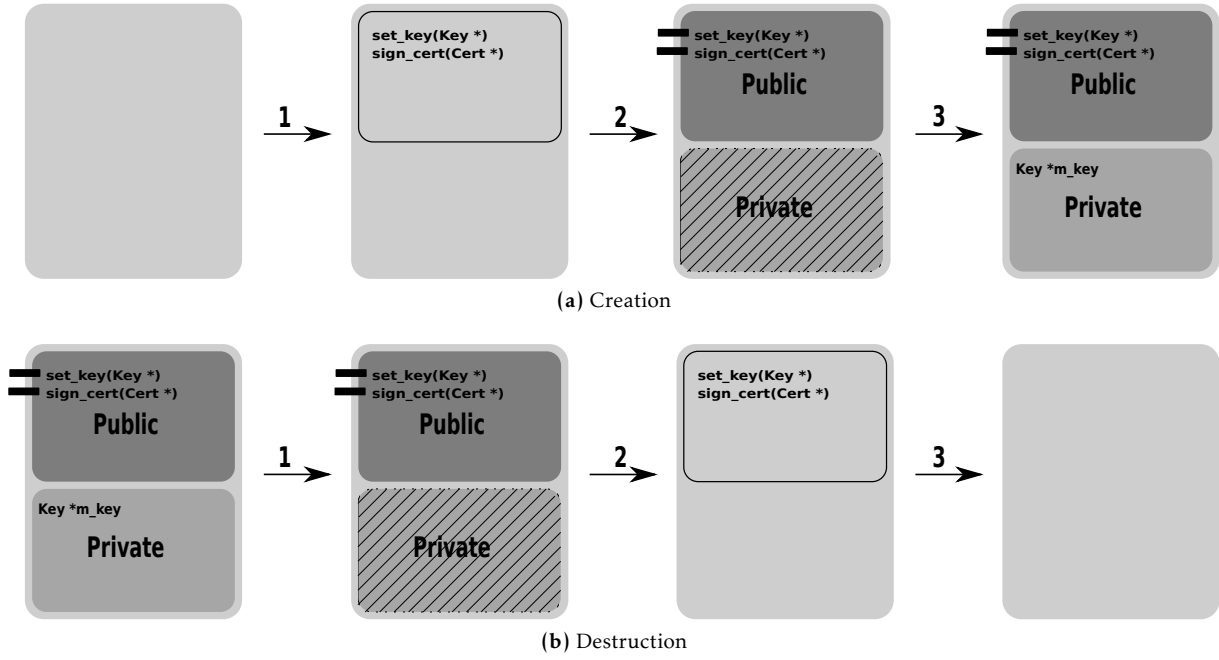 set_key(Key *)
sign_cert(Cert *)
1
2
set_key(Key *)
sign_cert(Cert *)
Public
Private
3
set_key(Key *)
sign_cert(Cert *)
Public
Key *m_key
Private
(a) Creation
set_key(Key *)
sign_cert(Cert *)
Public
Key *m_key
Private
1
set_key(Key *)
sign_cert(Cert *)
Public
Private
2
set_key(Key *)
sign_cert(Cert *)
3
(b) Destruction